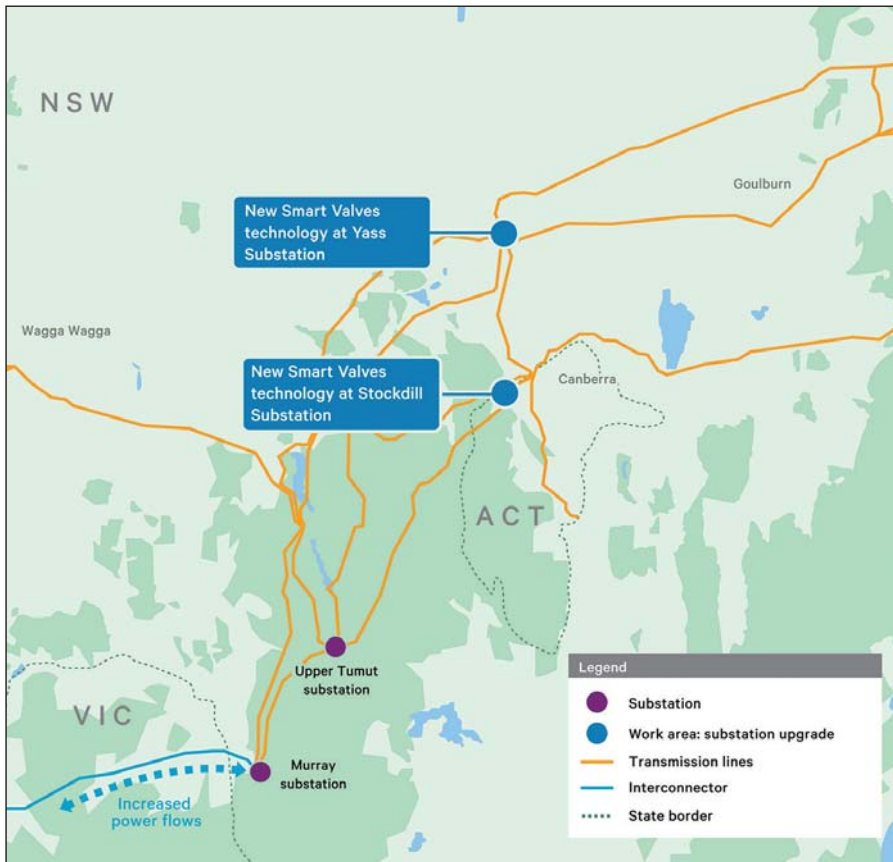 NSW
Goulburn
New Smart Valves
technology at Yass
Substation
Wagga Wagga
New Smart Valves
technology at Stockdill
Substation
Canberra
ACT
Upper Tumut
substation
VIC
Murray
substation
Increased
power flows
Legend
Substation
Work area: substation upgrade
Transmission lines
Interconnector
State border